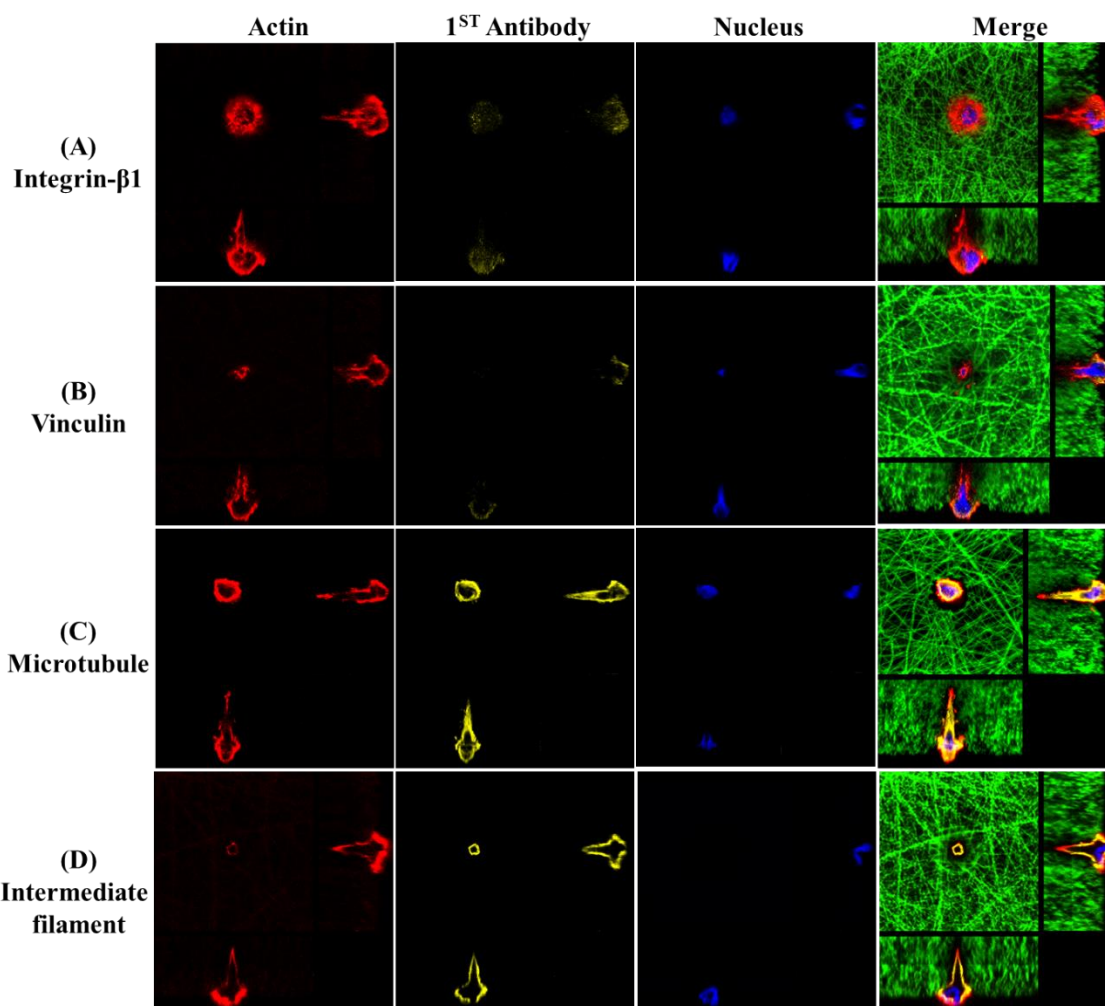 Actin 1ST Antibody Nucleus Merge
(A)
Integrin-β1
(B)
Vinculin
(C)
Microtubule
(D)
Intermediate
filament